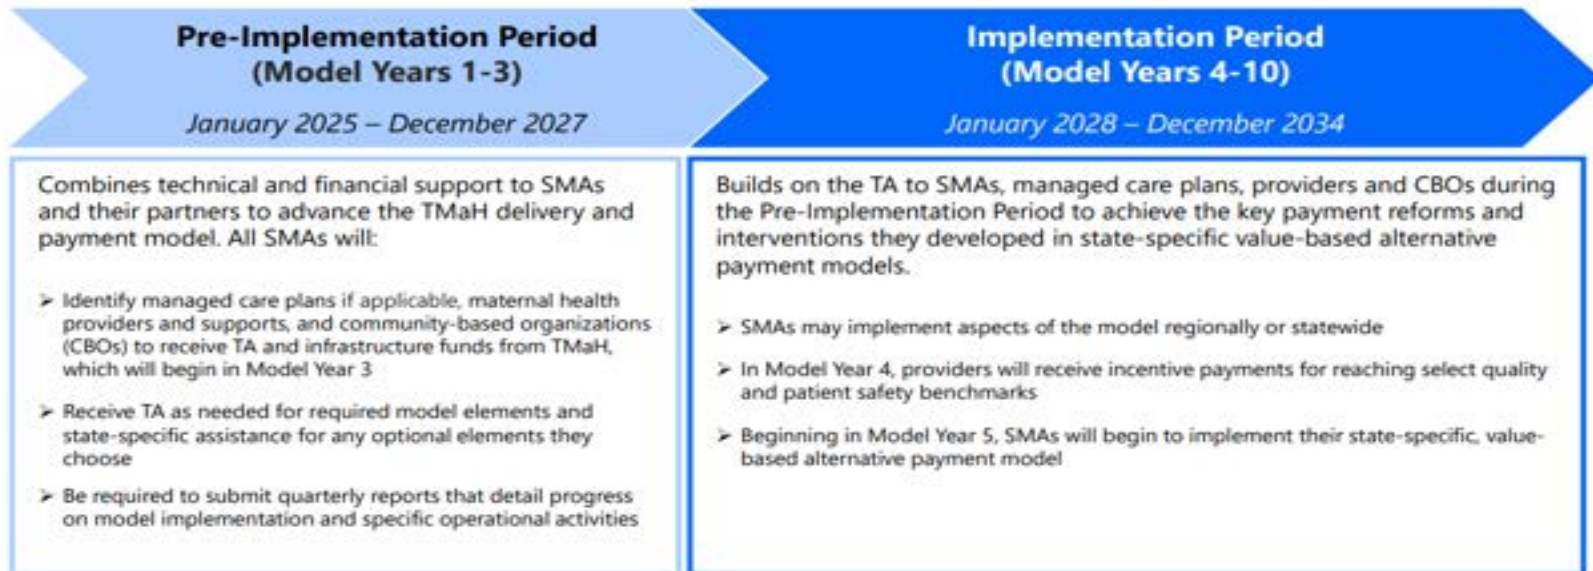 Pre-Implementation Period
(Model Years 1-3)
January 2025 – December 2027
Combines technical and financial support to SMAs
and their partners to advance the TMaH delivery and
payment model. All SMAs will:
➢ Identify managed care plans if applicable, maternal health
providers and supports, and community-based organizations
(CBOs) to receive TA and infrastructure funds from TMaH,
which will begin in Model Year 3
➢ Receive TA as needed for required model elements and
state-specific assistance for any optional elements they
choose
➢ Be required to submit quarterly reports that detail progress
on model implementation and specific operational activities
Implementation Period
(Model Years 4-10)
January 2028 – December 2034
Builds on the TA to SMAs, managed care plans, providers and CBOs during
the Pre-Implementation Period to achieve the key payment reforms and
interventions they developed in state-specific value-based alternative
payment models.
➢ SMAs may implement aspects of the model regionally or statewide
➢ In Model Year 4, providers will receive incentive payments for reaching select quality
and patient safety benchmarks
➢ Beginning in Model Year 5, SMAs will begin to implement their state-specific, value-
based alternative payment model